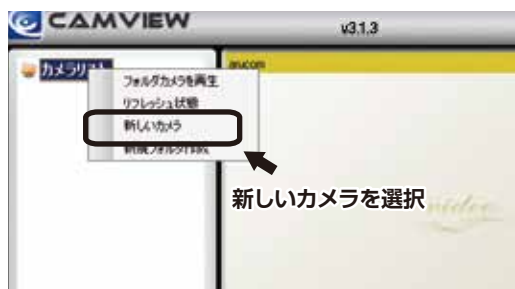 CAMVIEW
v3.1.3
カメラリスト
フォルダカメラを再生
リフレッシュ状態
新しいカメラ
新規フォルダ作成
新しいカメラを選択